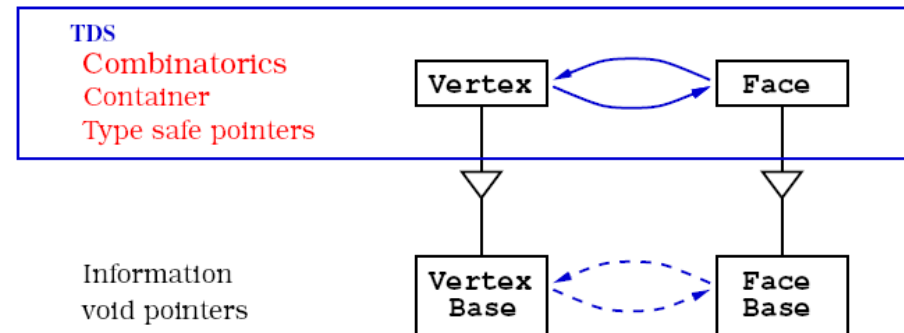 TDS
Combinatorics
Container
Type safe pointers
Vertex
Face
Information
void pointers
Vertex
Base
Face
Base